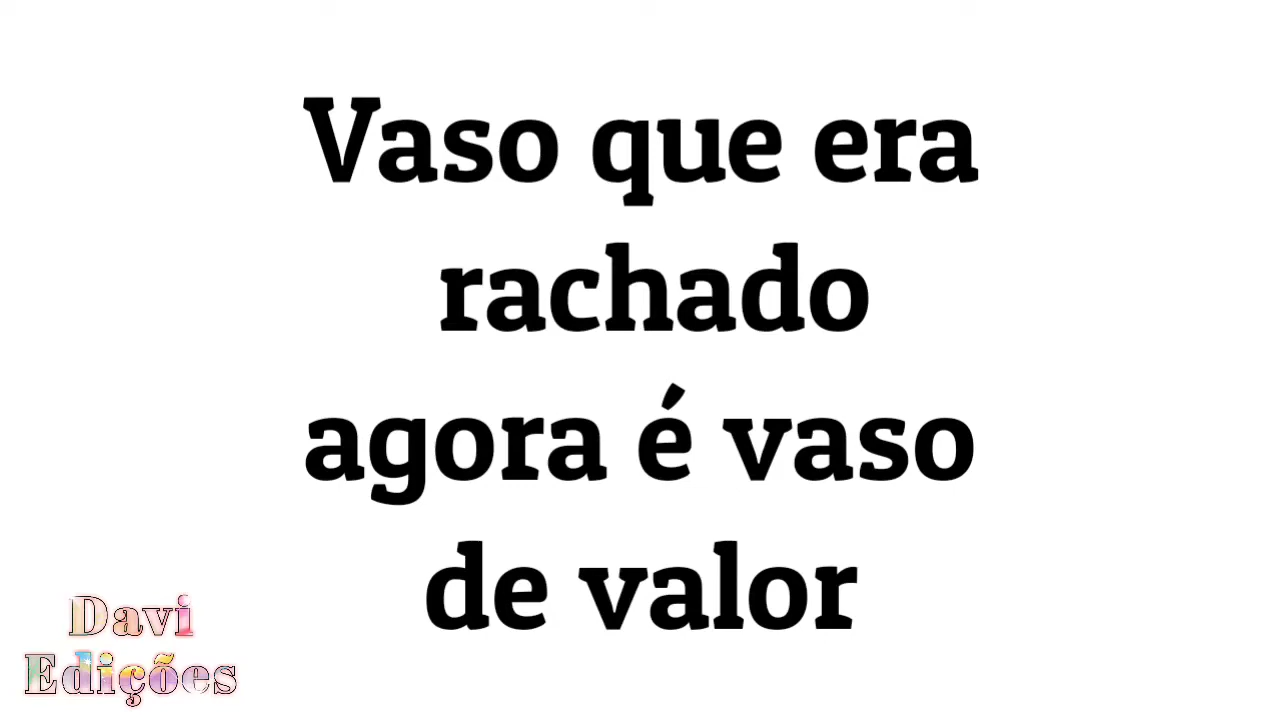 Vaso que era
rachado
agora é vaso
de valor
Davi
Edições